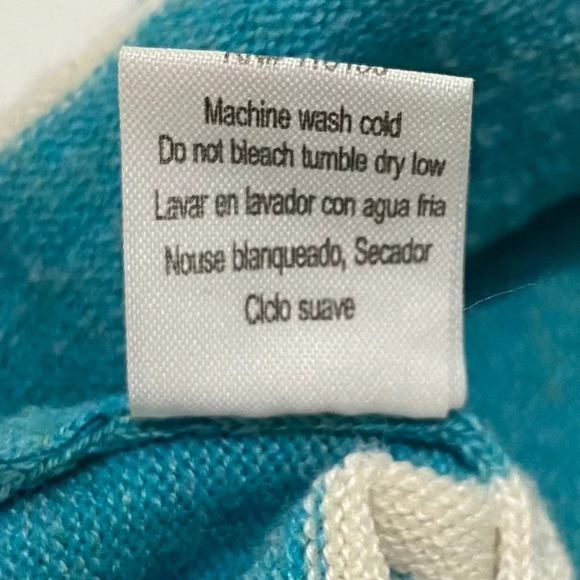 Machine wash cold
Do not bleach tumble dry low
Lavar en lavador con agua fria
Nouse blanqueado, Secador
Ciclo suave